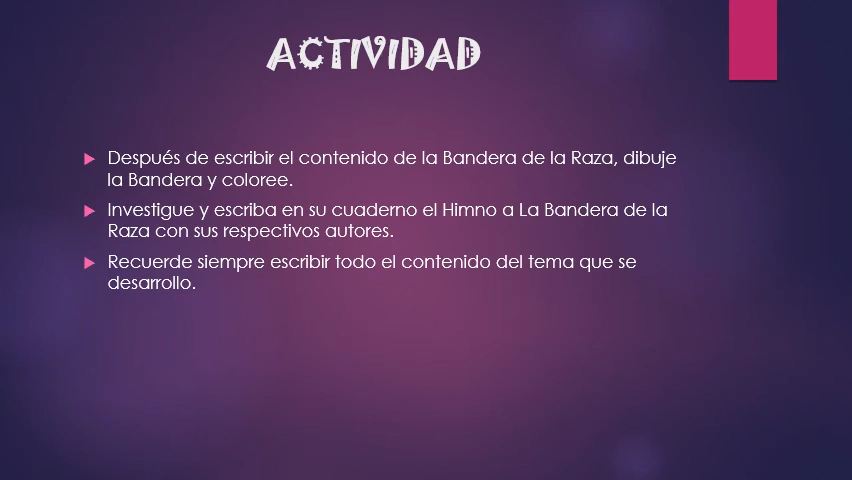 ACTIVIDAD
Después de escribir el contenido de la Bandera de la Raza, dibuje
la Bandera y coloree.
Investigue y escriba en su cuaderno el Himno a La Bandera de la
Raza con sus respectivos autores.
Recuerde siempre escribir todo el contenido del tema que se
desarrollo.